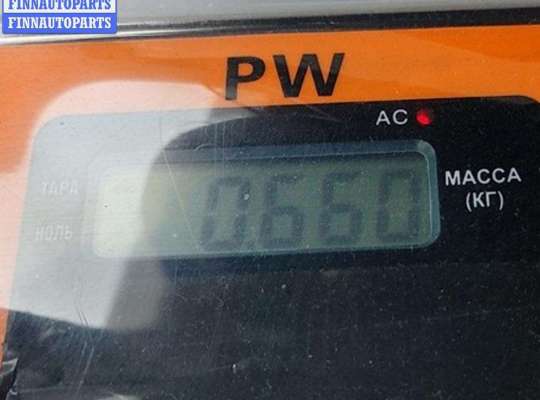 FINNAUTOPARTS
FINNAUTOPARTS
PW
AC
ТАРА
0.660
МАССА
(КГ)
НОЛЬ